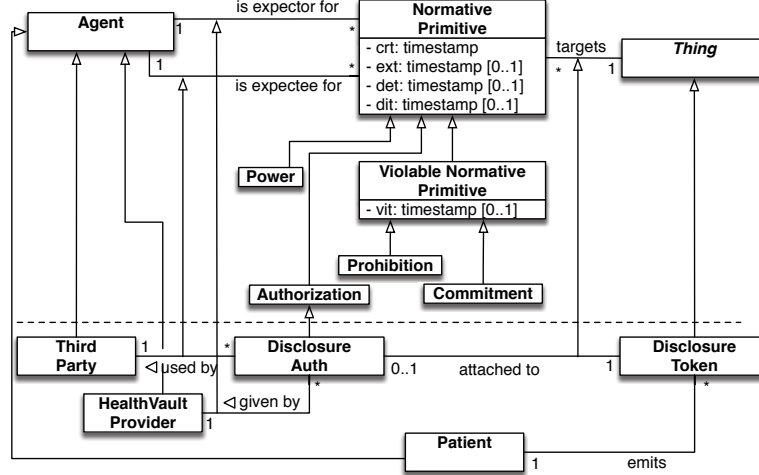 is expector for
Agent
1
*
Normative
Primitive
- crt: timestamp
- ext: timestamp [0..1]
- det: timestamp [0..1]
- dit: timestamp [0..1]
1
*
is expectee for
targets
*
1
Thing
Power
Violable Normative
Primitive
- vit: timestamp [0..1]
Prohibition
Authorization
Commitment
Third
Party
1
*
used by
Disclosure
Auth
0..1
attached to
1
Disclosure
Token
HealthVault
Provider
1
given by
*
*
Patient
1
emits